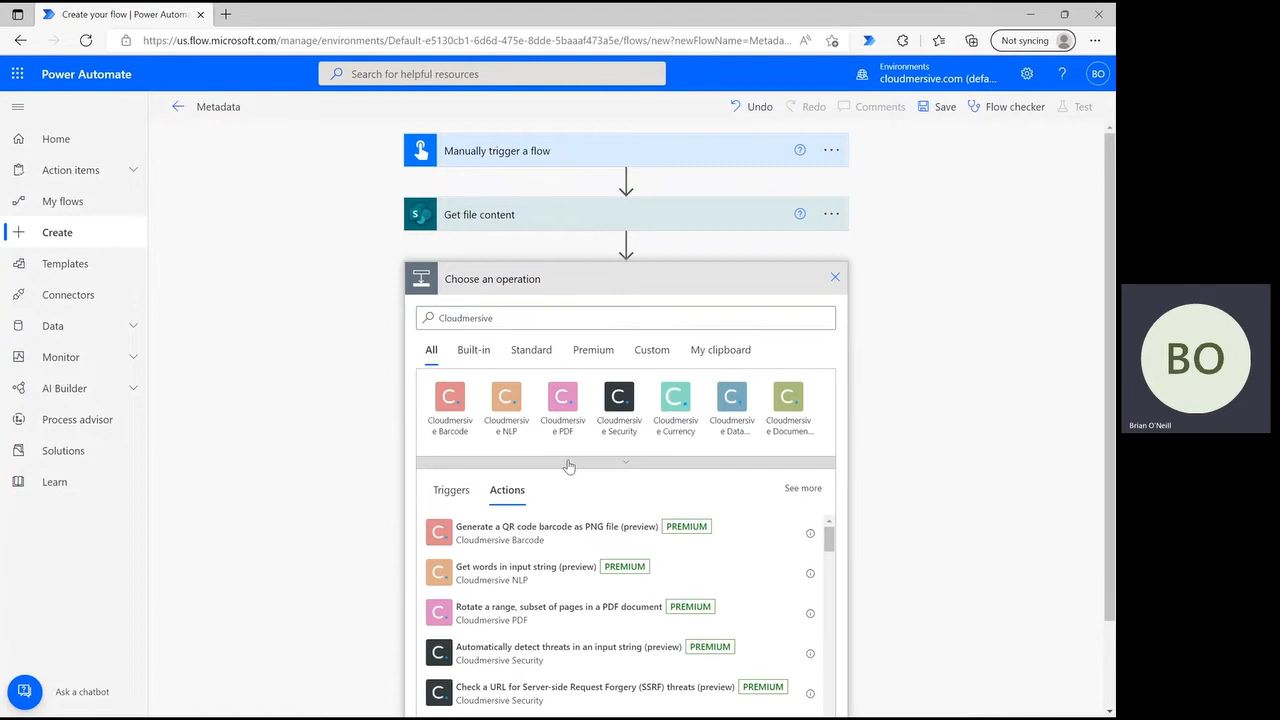 Create your flow | Power Automa
https://us.flow.microsoft.com/manage/environments/Default-e5130cb1-6d6d-475e-8dde-5baaaf473a5e/flows/new?newFlowName=Metada...
Not syncing
Power Automate
Search for helpful resources
Environments
cloudmersive.com (defa...
BO
Metadata
Undo
Redo
Comments
Save
Flow checker
Test
Home
Action items
My flows
Create
Templates
Connectors
Data
Monitor
AI Builder
Process advisor
Solutions
Learn
Ask a chatbot
Manually trigger a flow
S
Get file content
Choose an operation
Cloudmersive
All Built-in Standard Premium Custom My clipboard
C. C. C. C. C. C. C.
Cloudmersiv Cloudmersiv Cloudmersiv Cloudmersiv Cloudmersiv Cloudmersiv Cloudmersiv
e Barcode e NLP e PDF e Security e Currency e Data... e Documen...
Triggers Actions See more
C. Generate a QR code barcode as PNG file (preview) PREMIUM
Cloudmersive Barcode
C. Get words in input string (preview) PREMIUM
Cloudmersive NLP
C. Rotate a range, subset of pages in a PDF document PREMIUM
Cloudmersive PDF
C. Automatically detect threats in an input string (preview) PREMIUM
Cloudmersive Security
C. Check a URL for Server-side Request Forgery (SSRF) threats (preview) PREMIUM
Cloudmersive Security
BO
Brian O'Neill